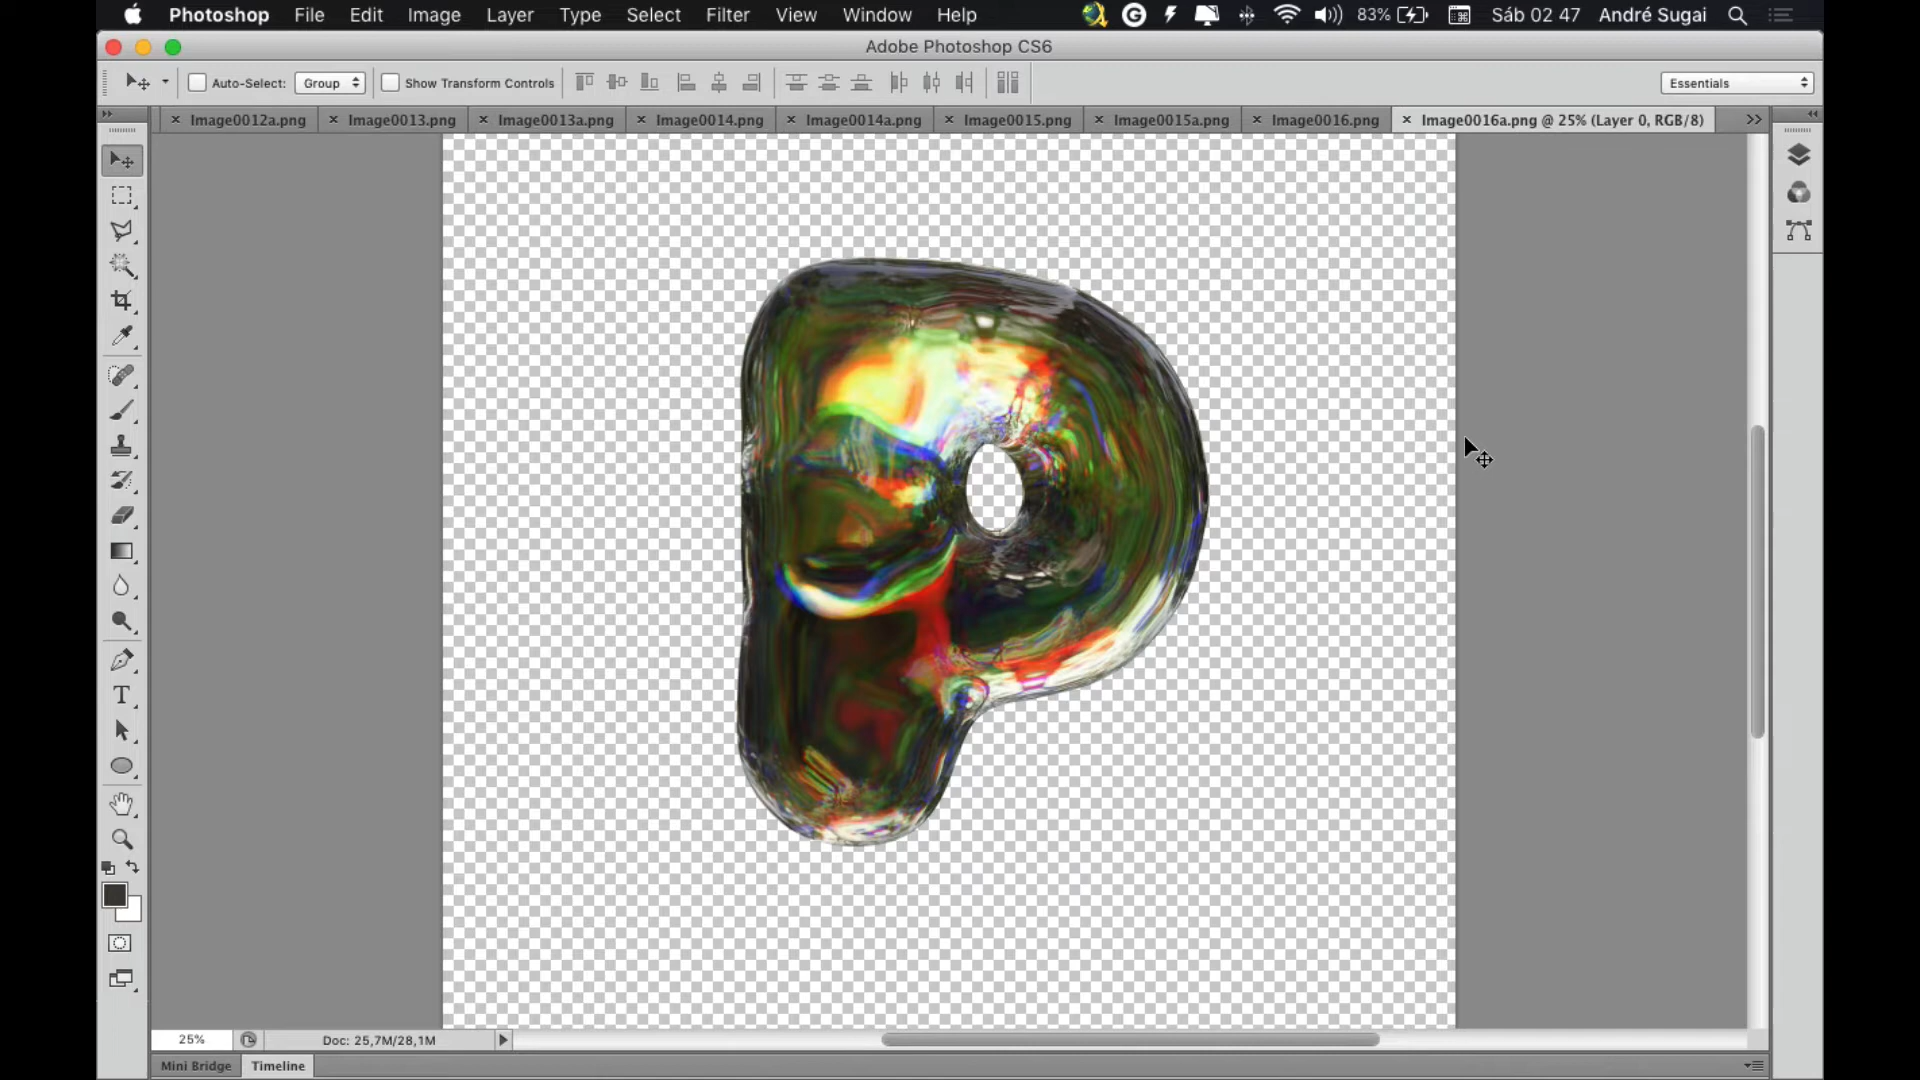 Photoshop File Edit Image Layer Type Select Filter View Window Help 83% Sáb 02 47 André Sugai
Adobe Photoshop CS6
Auto-Select: Group Show Transform Controls Essentials
Image0012a.png Image0013.png Image0013a.png Image0014.png Image0014a.png Image0015.png Image0015a.png Image0016.png Image0016a.png @ 25% (Layer 0, RGB/8)
P
T
25% Doc: 25,7M/28,1M
Mini Bridge Timeline